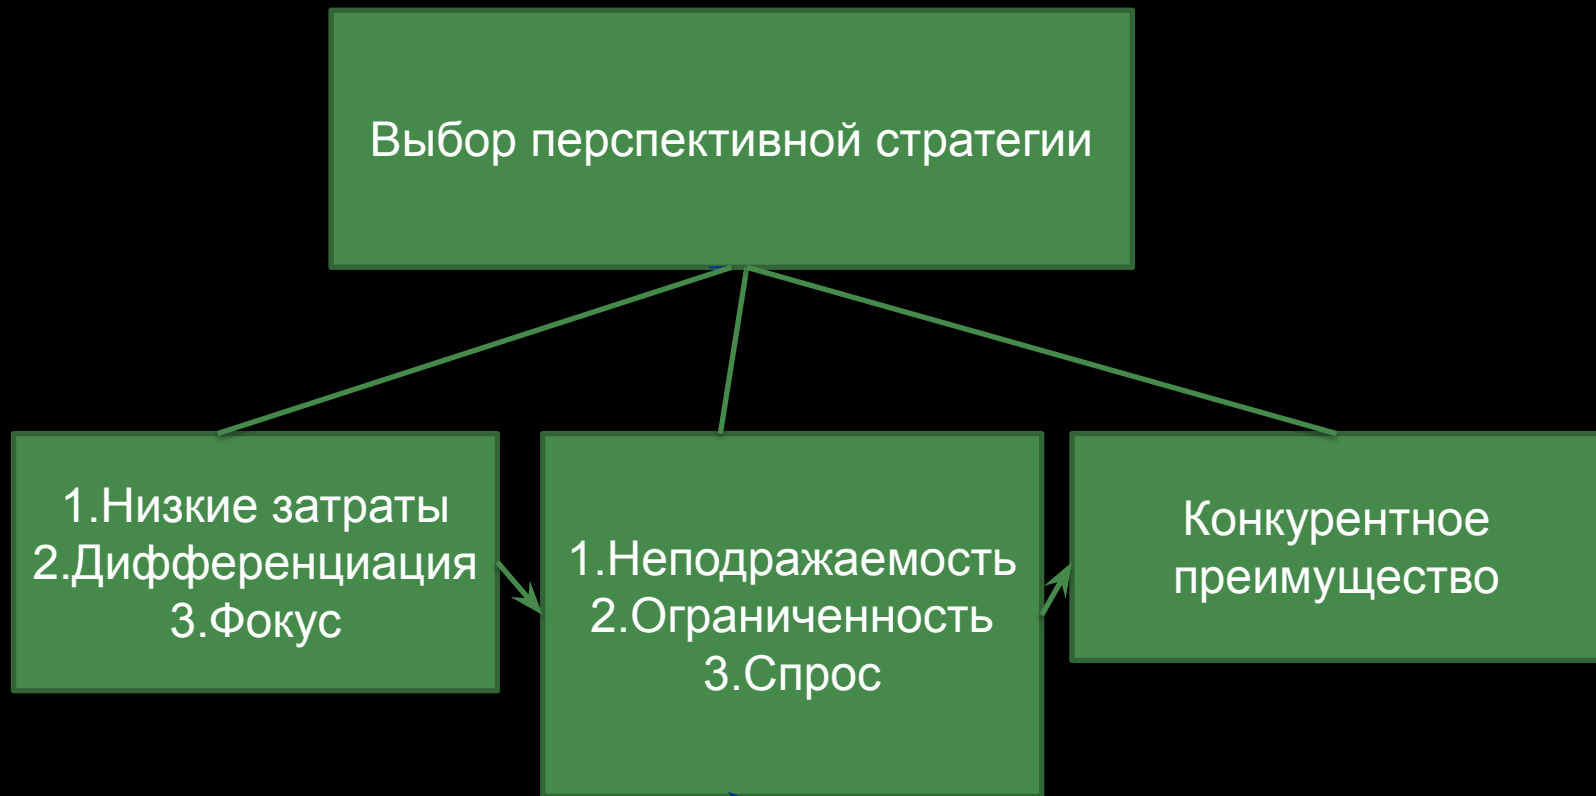 Выбор перспективной стратегии
1.Низкие затраты
2.Дифференциация
3.Фокус
1.Неподражаемость
2.Ограниченность
3.Спрос
Конкурентное
преимущество